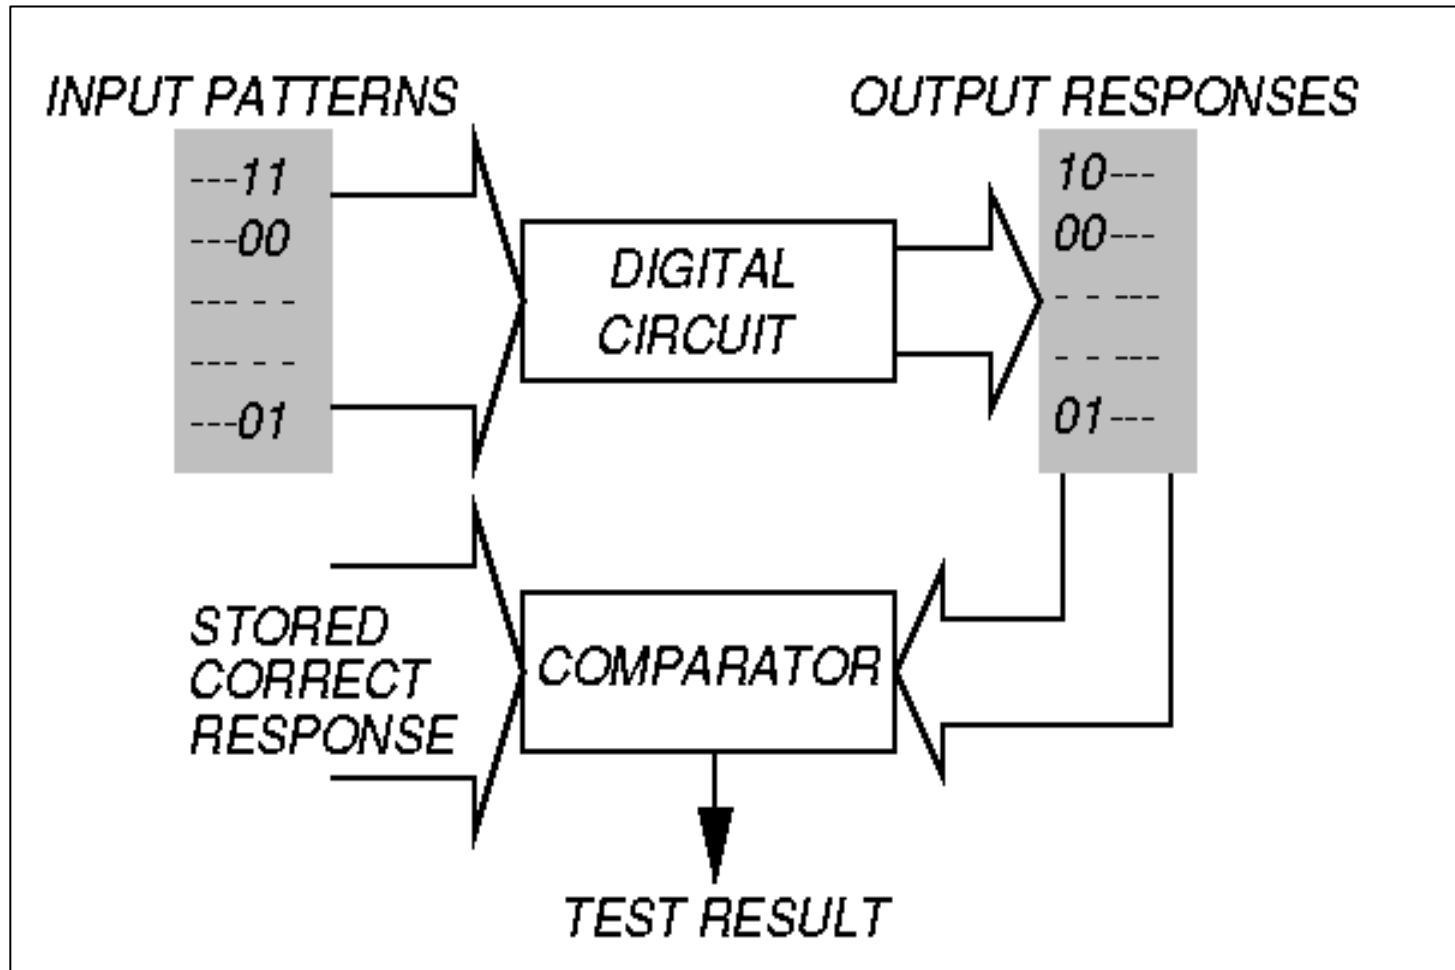 INPUT PATTERNS
---11
---00
--- - -
--- - -
---01
DIGITAL
CIRCUIT
OUTPUT RESPONSES
10---
00---
- - ---
- - ---
01---
STORED
CORRECT
RESPONSE
COMPARATOR
TEST RESULT